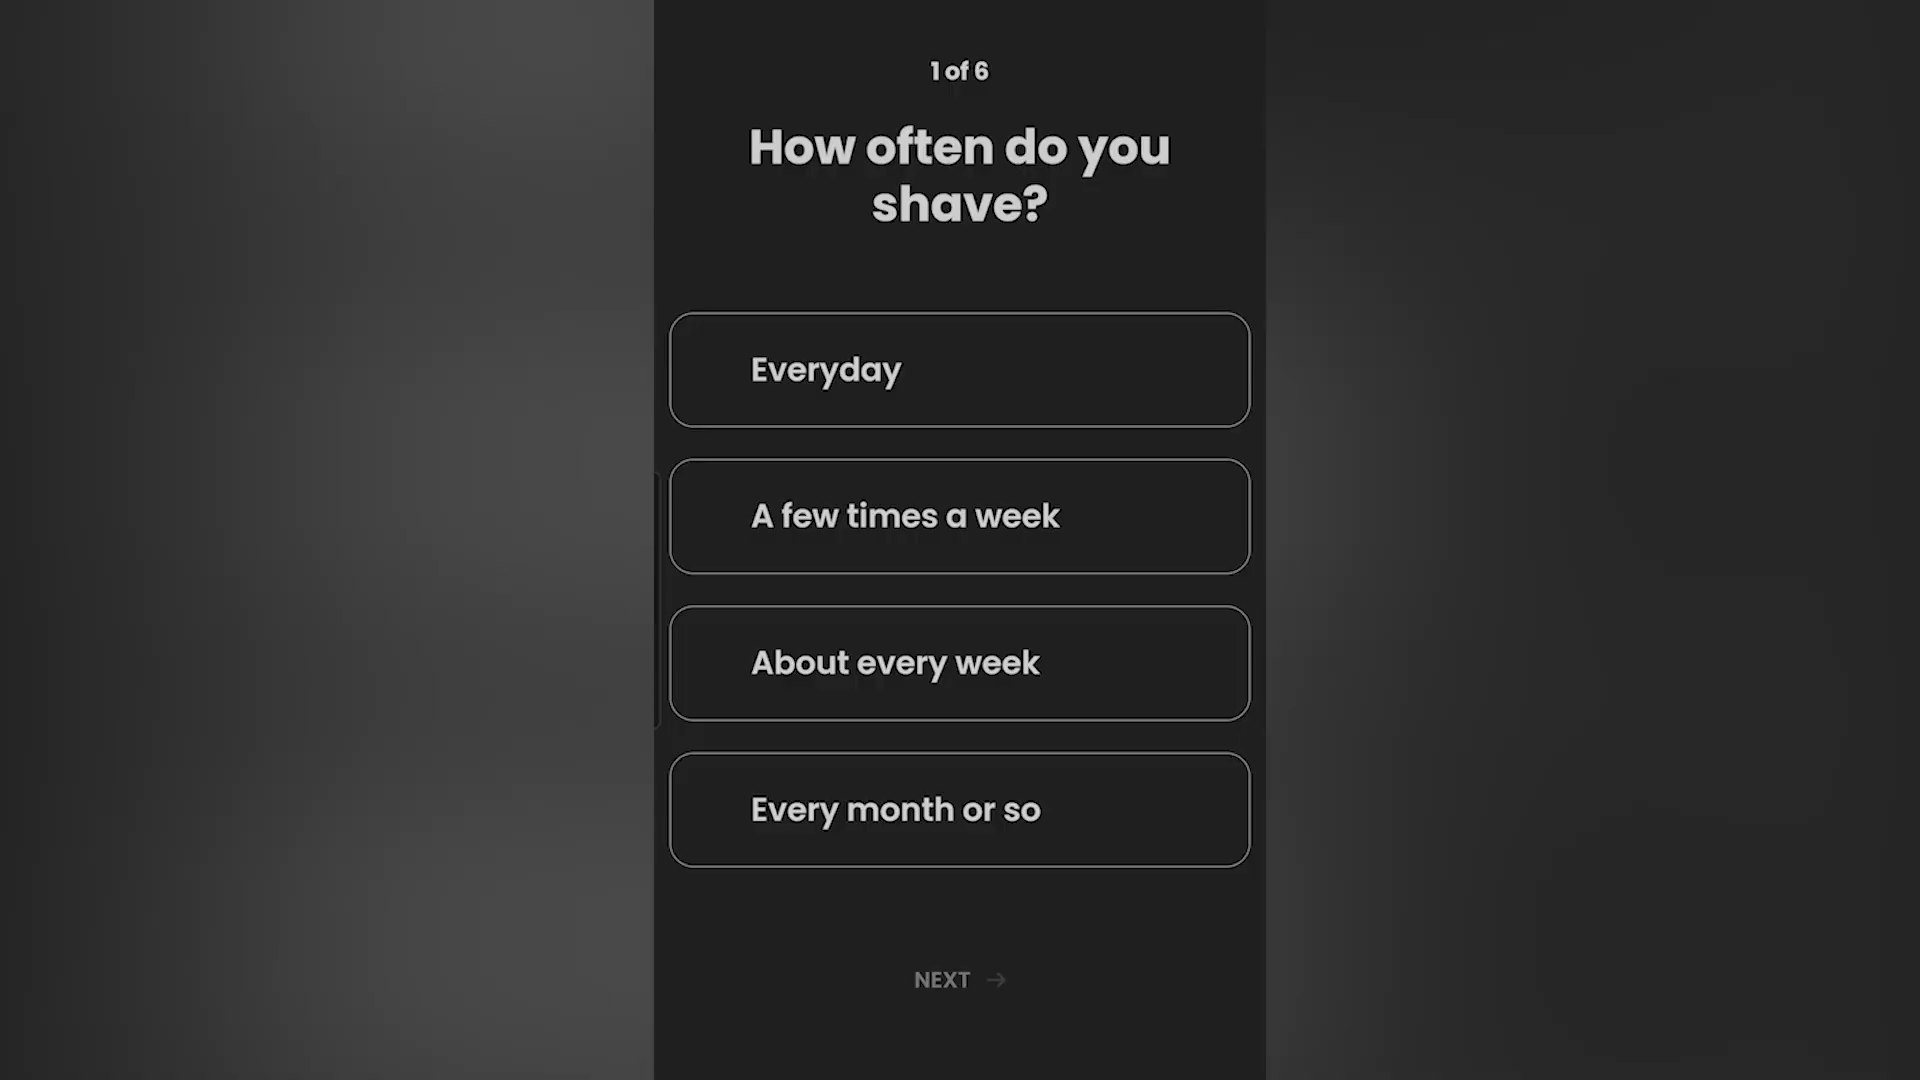 1 of 6
How often do you
shave?
Everyday
A few times a week
About every week
Every month or so
NEXT →